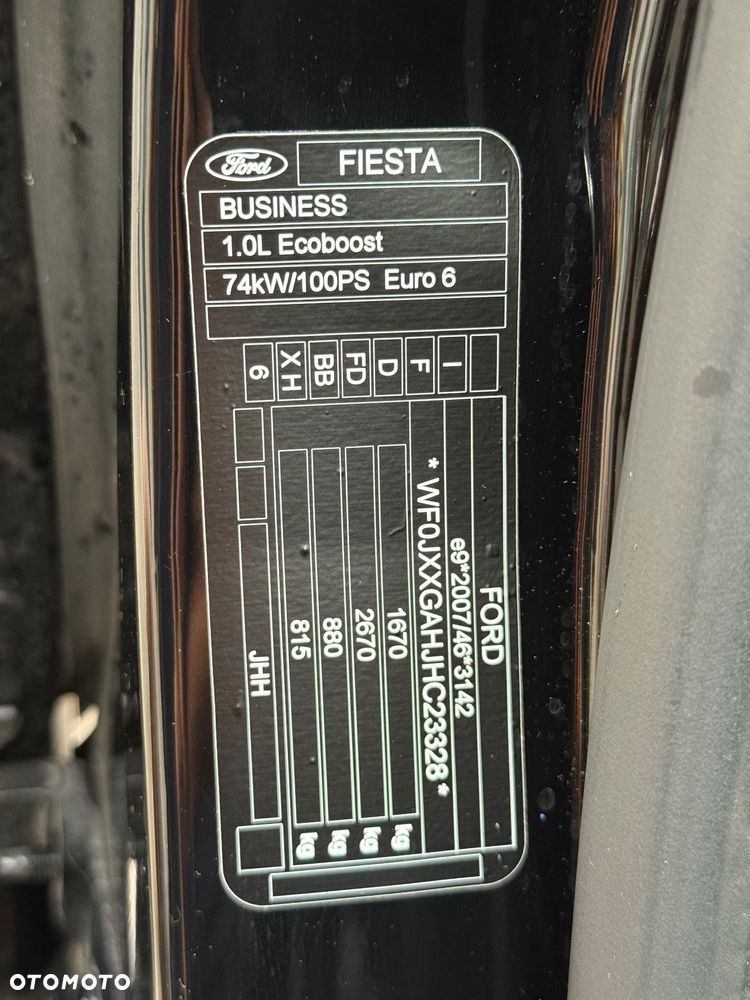 Ford FIESTA
BUSINESS
1.0L Ecoboost
74kW/100PS Euro 6
I F D FD BB XH 6
FORD
e9*2007/46*3142
* WF0JXXGAHJHC23328 *
1670 kg
2670 kg
880 kg
815 kg
JHH
OTOMOTO